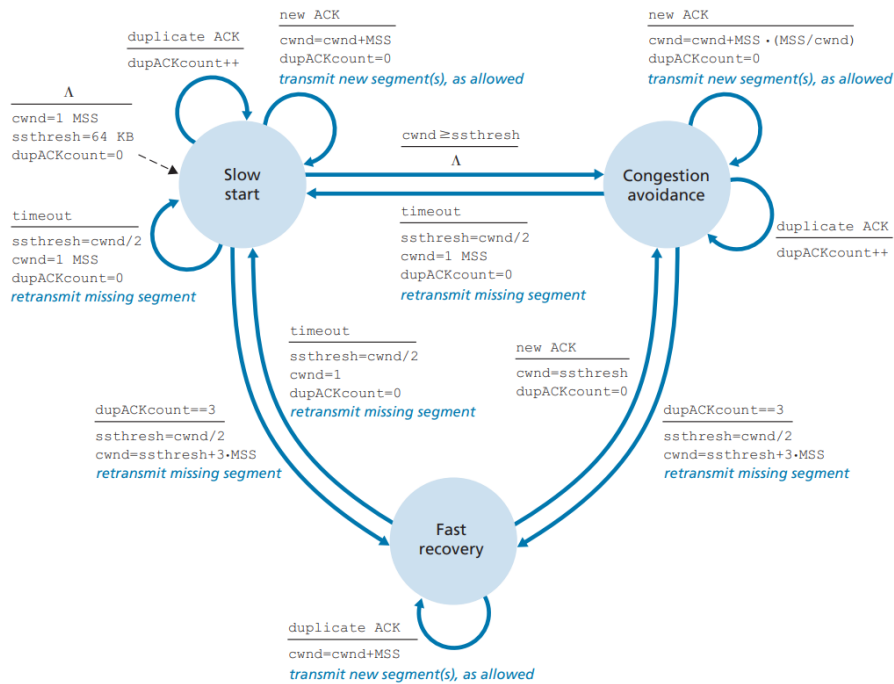 duplicate ACK
dupACKcount++
new ACK
cwnd=cwnd+MSS
dupACKcount=0
transmit new segment(s), as allowed
new ACK
cwnd=cwnd+MSS •(MSS/cwnd)
dupACKcount=0
transmit new segment(s), as allowed
Λ
cwnd=1 MSS
ssthresh=64 KB
dupACKcount=0
Slow
start
cwnd≥ssthresh
Λ
Congestion
avoidance
timeout
ssthresh=cwnd/2
cwnd=1 MSS
dupACKcount=0
retransmit missing segment
timeout
ssthresh=cwnd/2
cwnd=1 MSS
dupACKcount=0
retransmit missing segment
duplicate ACK
dupACKcount++
timeout
ssthresh=cwnd/2
cwnd=1
dupACKcount=0
retransmit missing segment
new ACK
cwnd=ssthresh
dupACKcount=0
dupACKcount==3
ssthresh=cwnd/2
cwnd=ssthresh+3•MSS
retransmit missing segment
dupACKcount==3
ssthresh=cwnd/2
cwnd=ssthresh+3•MSS
retransmit missing segment
Fast
recovery
duplicate ACK
cwnd=cwnd+MSS
transmit new segment(s), as allowed